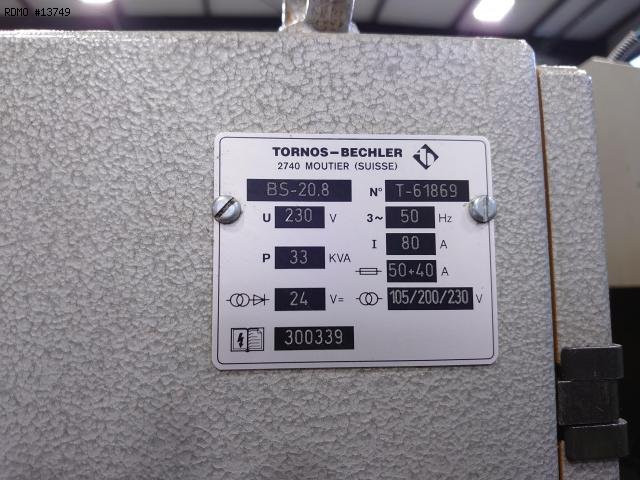 RDMO #13749
TORNOS-BECHLER
2740 MOUTIER (SUISSE)
BS-20.8 N° T-61869
U 230 V 3~ 50 Hz
I 80 A
P 33 KVA
50+40 A
24 V= 105/200/230 V
300339